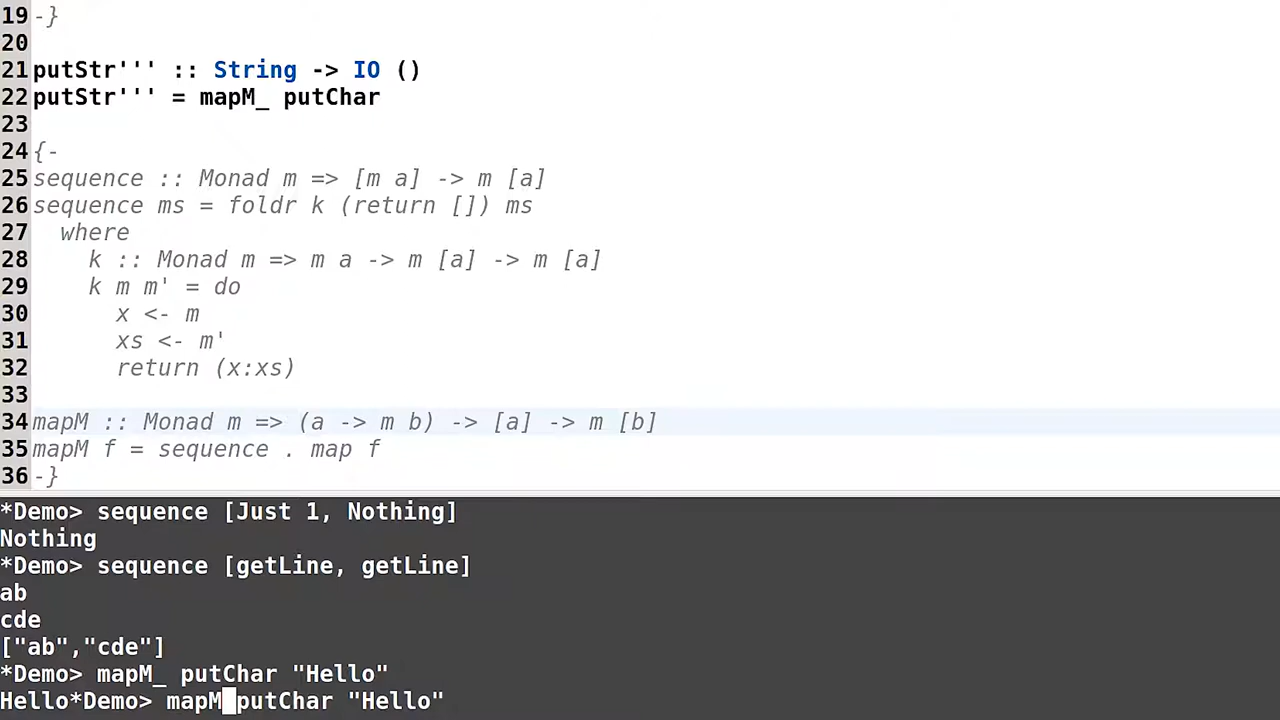 19 -}
20
21 putStr''' :: String -> IO ()
22 putStr''' = mapM_ putChar
23
24 {-
25 sequence :: Monad m => [m a] -> m [a]
26 sequence ms = foldr k (return []) ms
27   where
28     k :: Monad m => m a -> m [a] -> m [a]
29     k m m' = do
30       x <- m
31       xs <- m'
32       return (x:xs)
33
34 mapM :: Monad m => (a -> m b) -> [a] -> m [b]
35 mapM f = sequence . map f
36 -}
*Demo> sequence [Just 1, Nothing]
Nothing
*Demo> sequence [getLine, getLine]
ab
cde
["ab","cde"]
*Demo> mapM_ putChar "Hello"
Hello*Demo> mapM putChar "Hello"